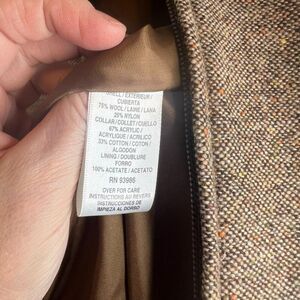 SHELL / EXTERIEUR /
CUBIERTA
75% WOOL / LAINE / LANA
25% NYLON
COLLAR / COLLET / CUELLO
67% ACRYLIC /
ACRYLIQUE / ACRILICO
33% COTTON / COTON /
ALGODÓN
LINING / DOUBLURE
FORRO
100% ACETATE / ACETATO
RN 93986
OVER FOR CARE
INSTRUCTIONS AU REVERS
INSTRUCCIONES DE
LIMPIEZA AL DORSO